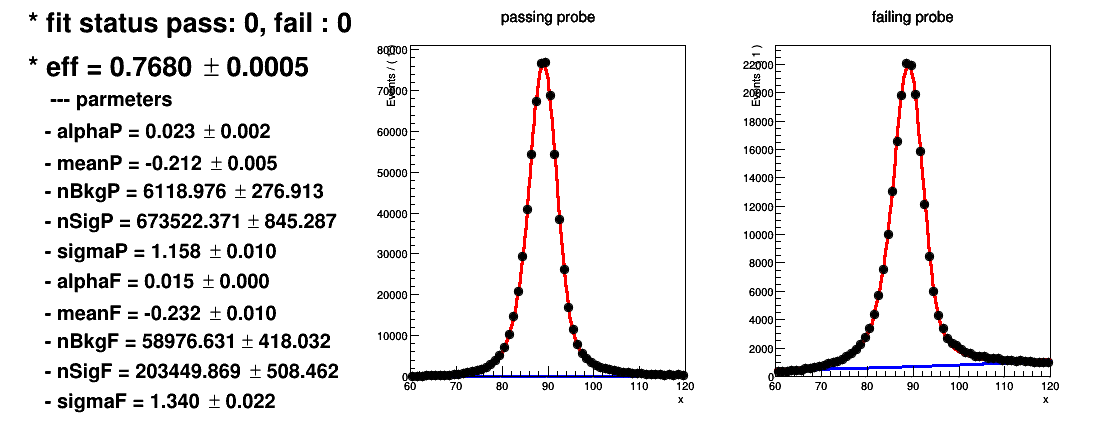 * fit status pass: 0, fail : 0
* eff = 0.7680 ± 0.0005
--- parmeters
- alphaP = 0.023 ± 0.002
- meanP = -0.212 ± 0.005
- nBkgP = 6118.976 ± 276.913
- nSigP = 673522.371 ± 845.287
- sigmaP = 1.158 ± 0.010
- alphaF = 0.015 ± 0.000
- meanF = -0.232 ± 0.010
- nBkgF = 58976.631 ± 418.032
- nSigF = 203449.869 ± 508.462
- sigmaF = 1.340 ± 0.022
passing probe
Events / (
80000
70000
60000
50000
40000
30000
20000
10000
0
60 70 80 90 100 110 120
x
failing probe
Events / ( 1 )
22000
20000
18000
16000
14000
12000
10000
8000
6000
4000
2000
0
60 70 80 90 100 110 120
x